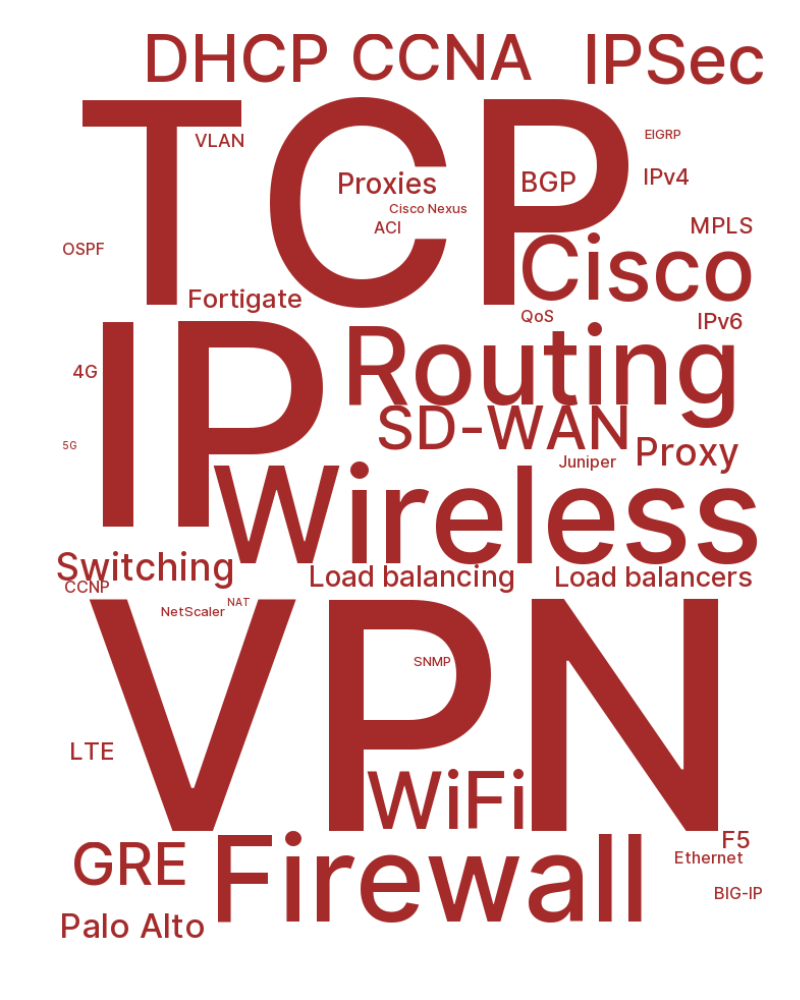 DHCP
CCNA
IPSec
TCP
EIGRP
VLAN
Proxies
BGP
IPv4
Cisco Nexus
ACI
MPLS
OSPF
Cisco
Fortigate
QoS
IPv6
IP
Routing
4G
SD-WAN
5G
Proxy
Juniper
Wireless
Switching
Load balancing
Load balancers
CCNP
NAT
NetScaler
VPN
SNMP
LTE
WiFi
F5
Ethernet
GRE
Firewall
BIG-IP
Palo Alto